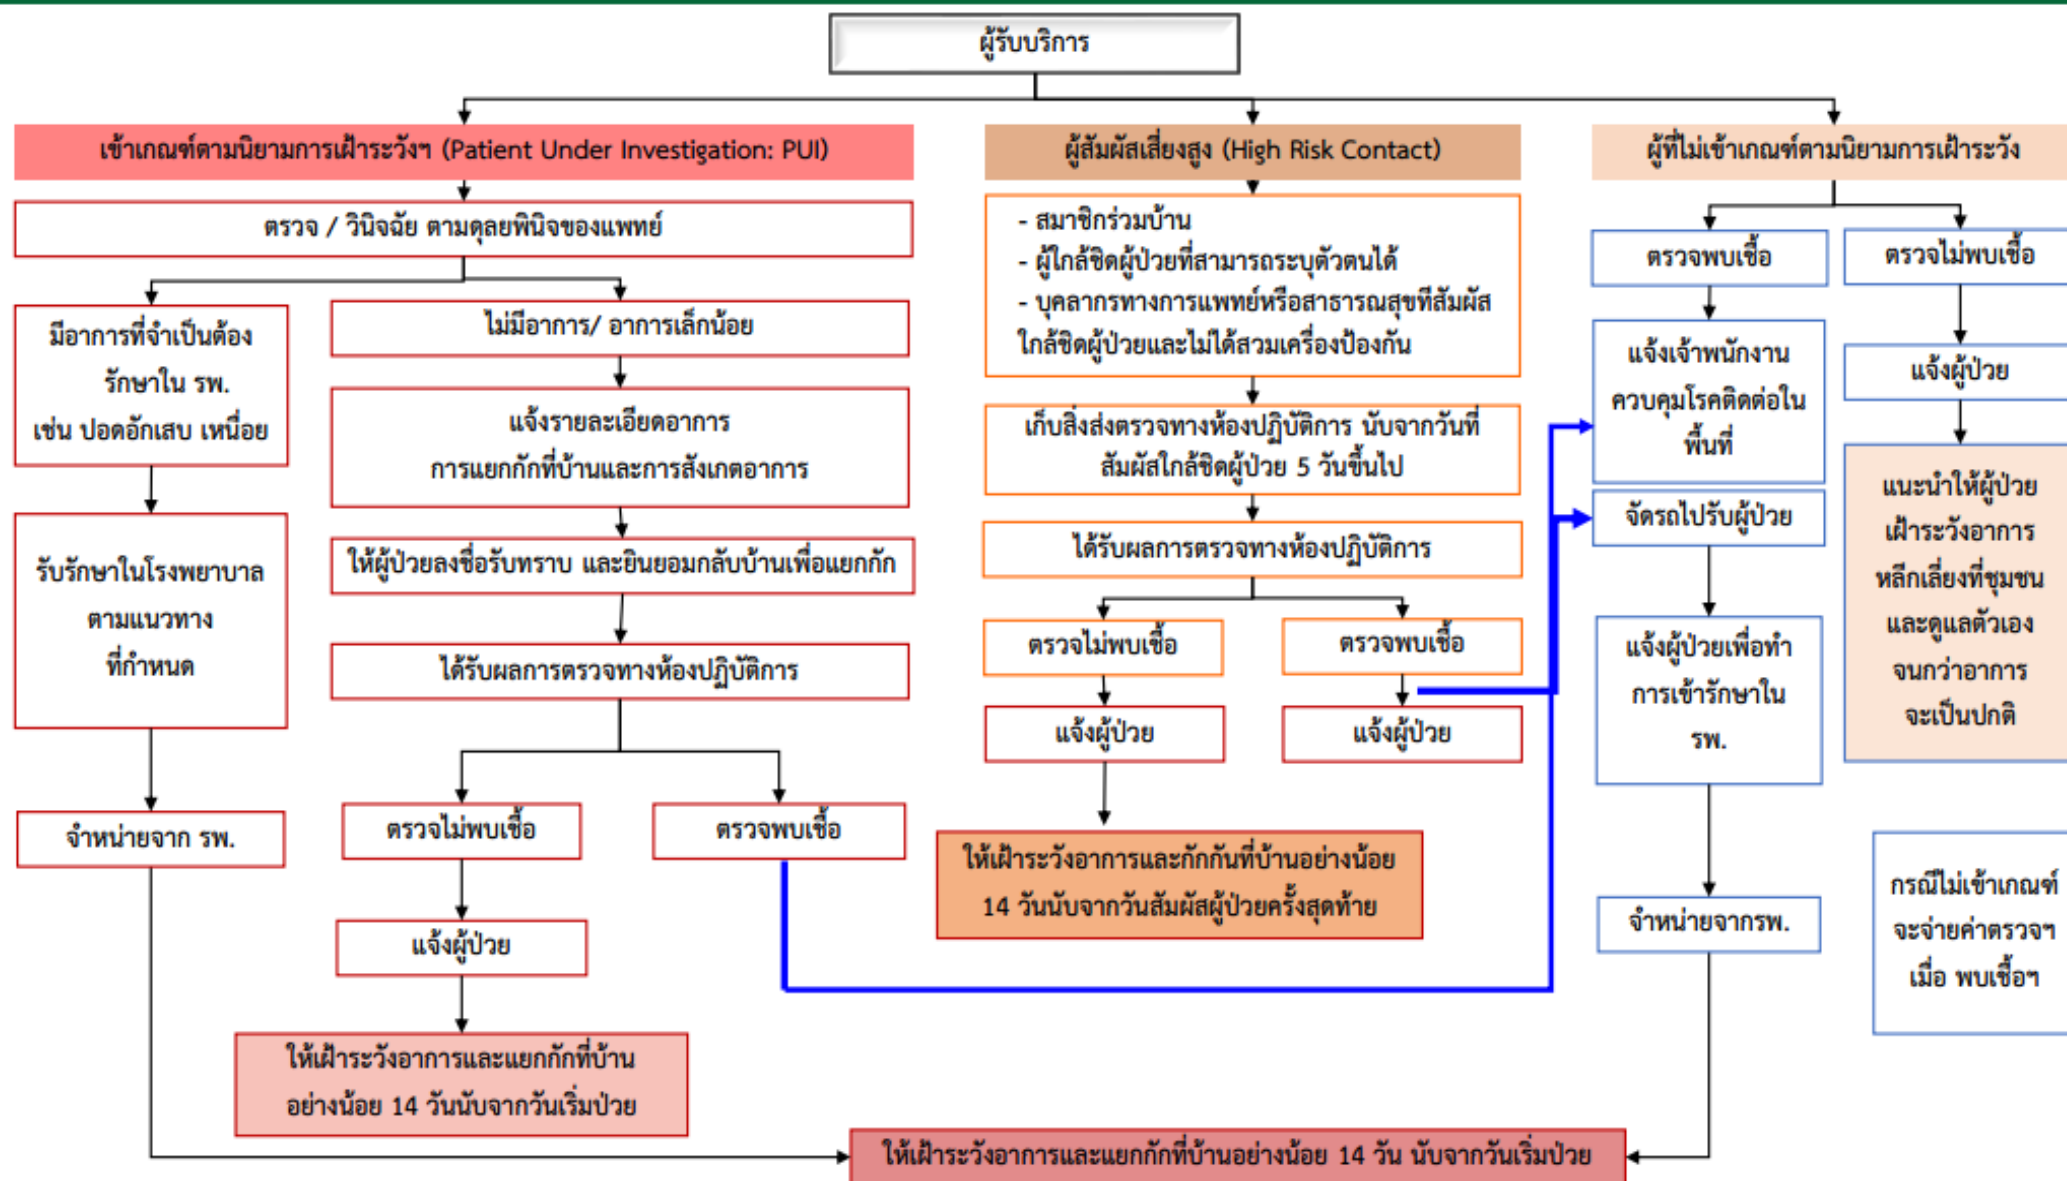 ผู้รับบริการ
เข้าเกณฑ์ตามนิยามการเฝ้าระวังฯ (Patient Under Investigation: PUI)
ตรวจ / วินิจฉัย ตามดุลยพินิจของแพทย์
มีอาการที่จำเป็นต้อง
รักษาใน รพ.
เช่น ปอดอักเสบ เหนื่อย
รับรักษาในโรงพยาบาล
ตามแนวทาง
ที่กำหนด
จำหน่ายจาก รพ.
ไม่มีอาการ/ อาการเล็กน้อย
แจ้งรายละเอียดอาการ
การแยกกักที่บ้านและการสังเกตอาการ
ให้ผู้ป่วยลงชื่อรับทราบ และยินยอมกลับบ้านเพื่อแยกกัก
ได้รับผลการตรวจทางห้องปฏิบัติการ
ตรวจไม่พบเชื้อ
ตรวจพบเชื้อ
แจ้งผู้ป่วย
ให้เฝ้าระวังอาการและแยกกักที่บ้าน
อย่างน้อย 14 วันนับจากวันเริ่มป่วย
ผู้สัมผัสเสี่ยงสูง (High Risk Contact)
- สมาชิกร่วมบ้าน
- ผู้ใกล้ชิดผู้ป่วยที่สามารถระบุตัวตนได้
- บุคลากรทางการแพทย์หรือสาธารณสุขที่สัมผัส
ใกล้ชิดผู้ป่วยและไม่ได้สวมเครื่องป้องกัน
เก็บสิ่งส่งตรวจทางห้องปฏิบัติการ นับจากวันที่
สัมผัสใกล้ชิดผู้ป่วย 5 วันขึ้นไป
ได้รับผลการตรวจทางห้องปฏิบัติการ
ตรวจไม่พบเชื้อ
ตรวจพบเชื้อ
แจ้งผู้ป่วย
แจ้งผู้ป่วย
ให้เฝ้าระวังอาการและกักกันที่บ้านอย่างน้อย
14 วันนับจากวันสัมผัสผู้ป่วยครั้งสุดท้าย
ผู้ที่ไม่เข้าเกณฑ์ตามนิยามการเฝ้าระวัง
ตรวจพบเชื้อ
แจ้งเจ้าพนักงาน
ควบคุมโรคติดต่อใน
พื้นที่
จัดรถไปรับผู้ป่วย
แจ้งผู้ป่วยเพื่อทำ
การเข้ารักษาใน
รพ.
จำหน่ายจากรพ.
ตรวจไม่พบเชื้อ
แจ้งผู้ป่วย
แนะนำให้ผู้ป่วย
เฝ้าระวังอาการ
หลีกเลี่ยงที่ชุมชน
และดูแลตัวเอง
จนกว่าอาการ
จะเป็นปกติ
กรณีไม่เข้าเกณฑ์
จะจ่ายค่าตรวจฯ
เมื่อ พบเชื้อฯ
ให้เฝ้าระวังอาการและแยกกักที่บ้านอย่างน้อย 14 วัน นับจากวันเริ่มป่วย